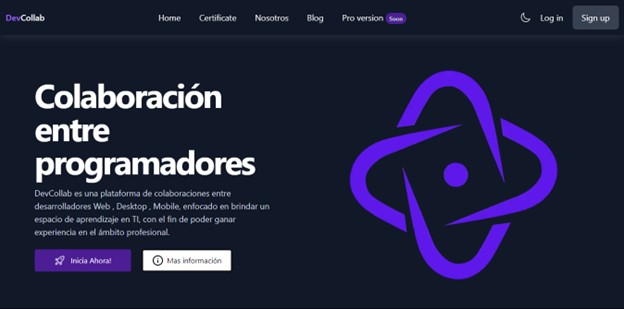 DevCollab
Home Certificate Nosotros Blog Pro version Soon Log in Sign up
Colaboración
entre
programadores
DevCollab es una plataforma de colaboraciones entre
desarrolladores Web , Desktop , Mobile, enfocado en brindar un
espacio de aprendizaje en TI, con el fin de poder ganar
experiencia en el ámbito profesional.
Inicia Ahora! Mas información